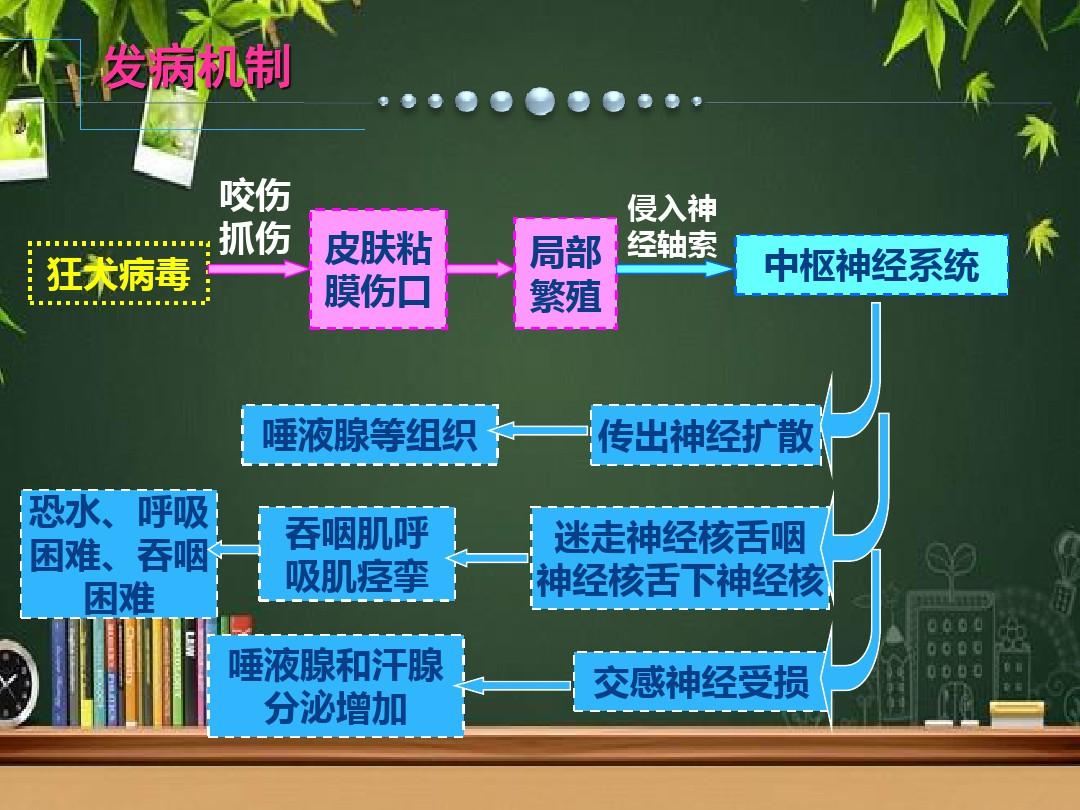 发病机制
咬伤
抓伤
狂犬病毒
皮肤粘
膜伤口
局部
繁殖
侵入神
经轴索
中枢神经系统
唾液腺等组织
传出神经扩散
恐水、呼吸
困难、吞咽
困难
吞咽肌呼
吸肌痉挛
迷走神经核舌咽
神经核舌下神经核
唾液腺和汗腺
分泌增加
交感神经受损